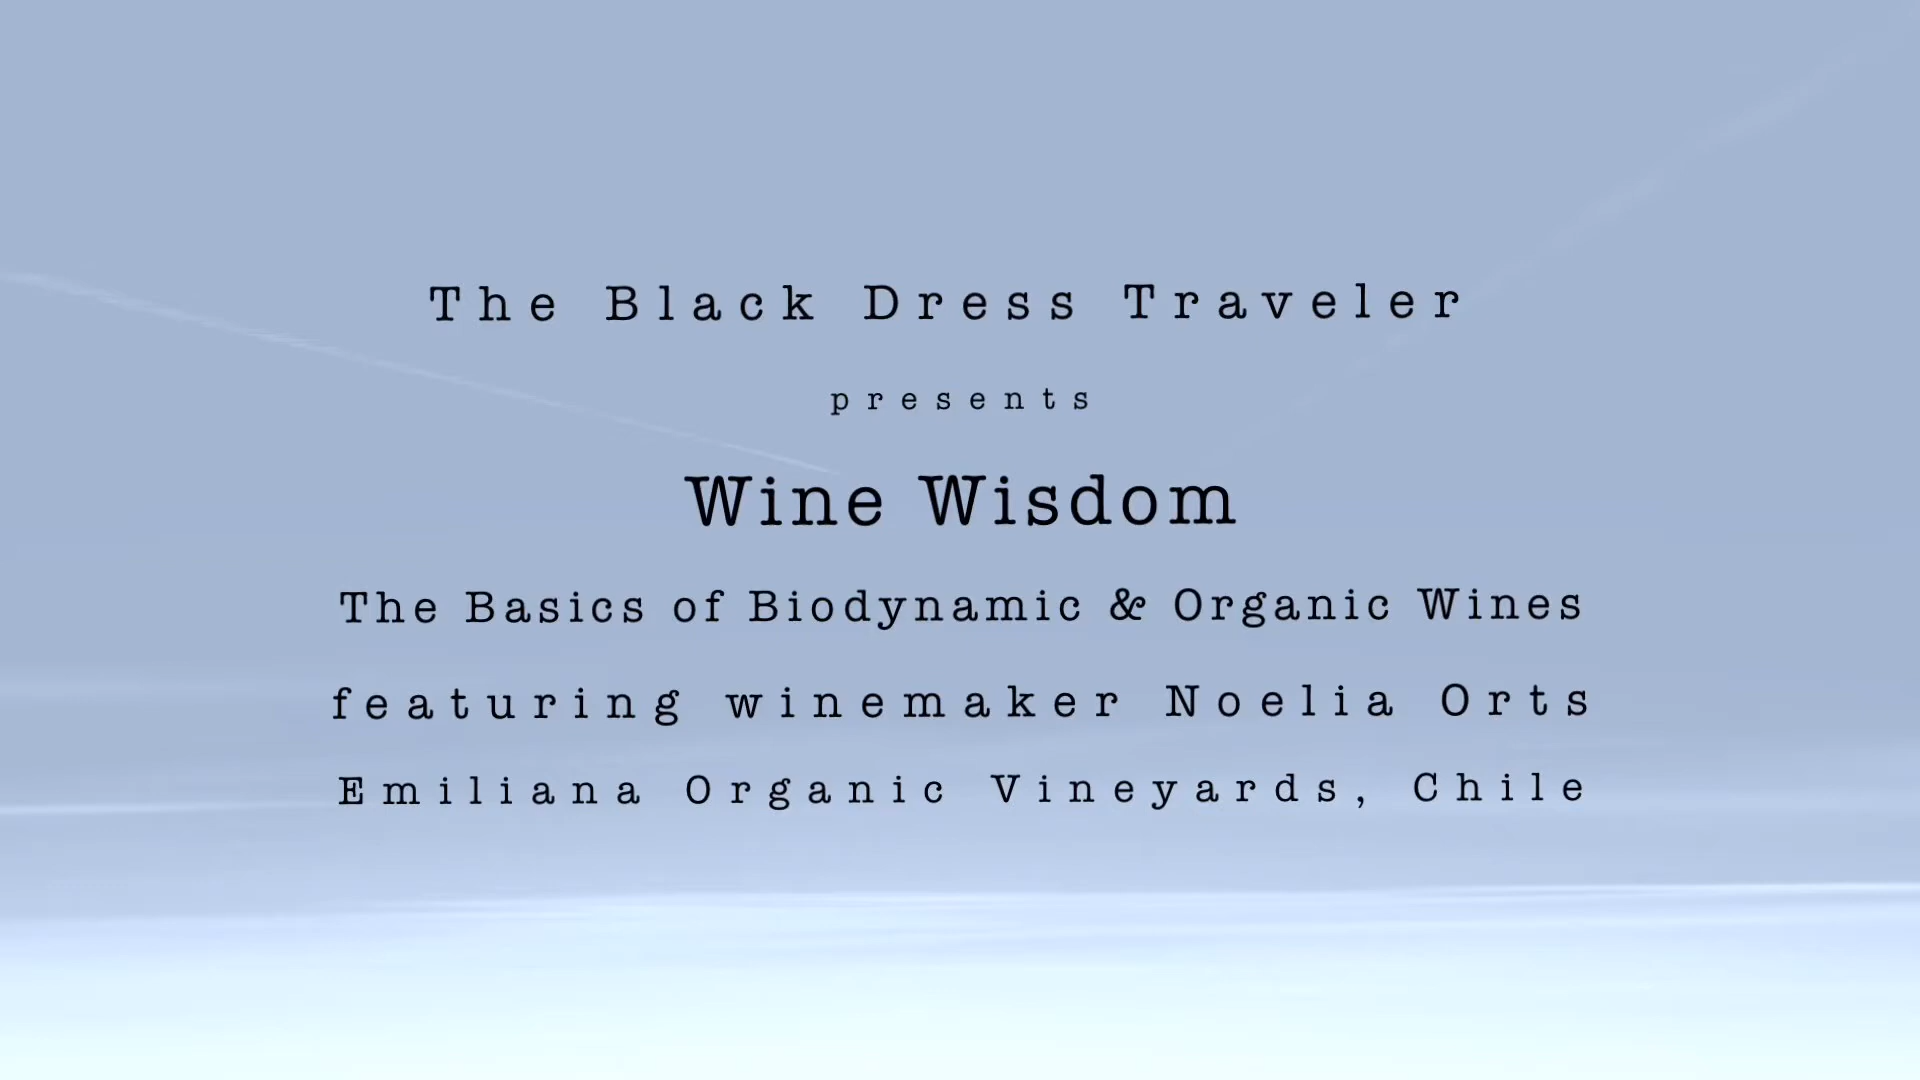 The Black Dress Traveler
presents
Wine Wisdom
The Basics of Biodynamic & Organic Wines
featuring winemaker Noelia Orts
Emiliana Organic Vineyards, Chile